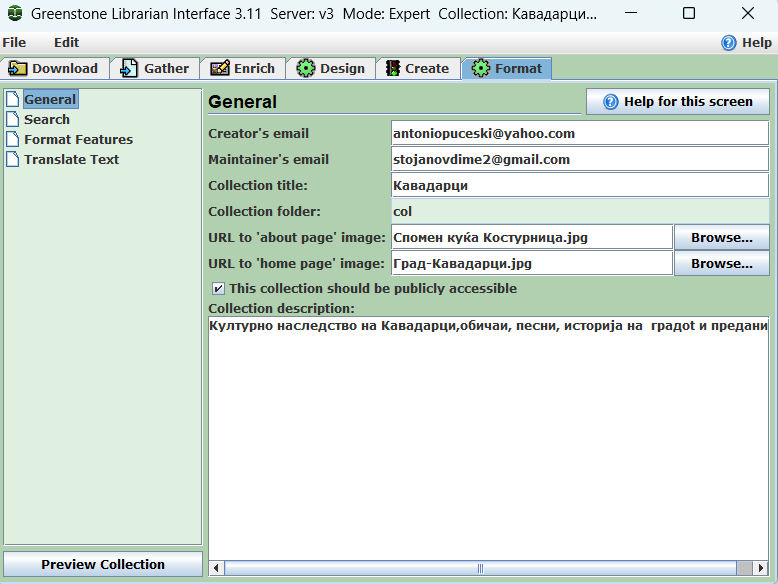 Greenstone Librarian Interface 3.11 Server: v3 Mode: Expert Collection: Кавадарци...
File Edit Help
Download Gather Enrich Design Create Format
General
Search
Format Features
Translate Text
General Help for this screen
Creator's email antoniopuceski@yahoo.com
Maintainer's email stojanovdime2@gmail.com
Collection title: Кавадарци
Collection folder: col
URL to 'about page' image: Спомен куќа Костурница.jpg Browse...
URL to 'home page' image: Град-Кавадарци.jpg Browse...
This collection should be publicly accessible
Collection description:
Културно наследство на Кавадарци,обичаи, песни, историја на градot и предани
Preview Collection